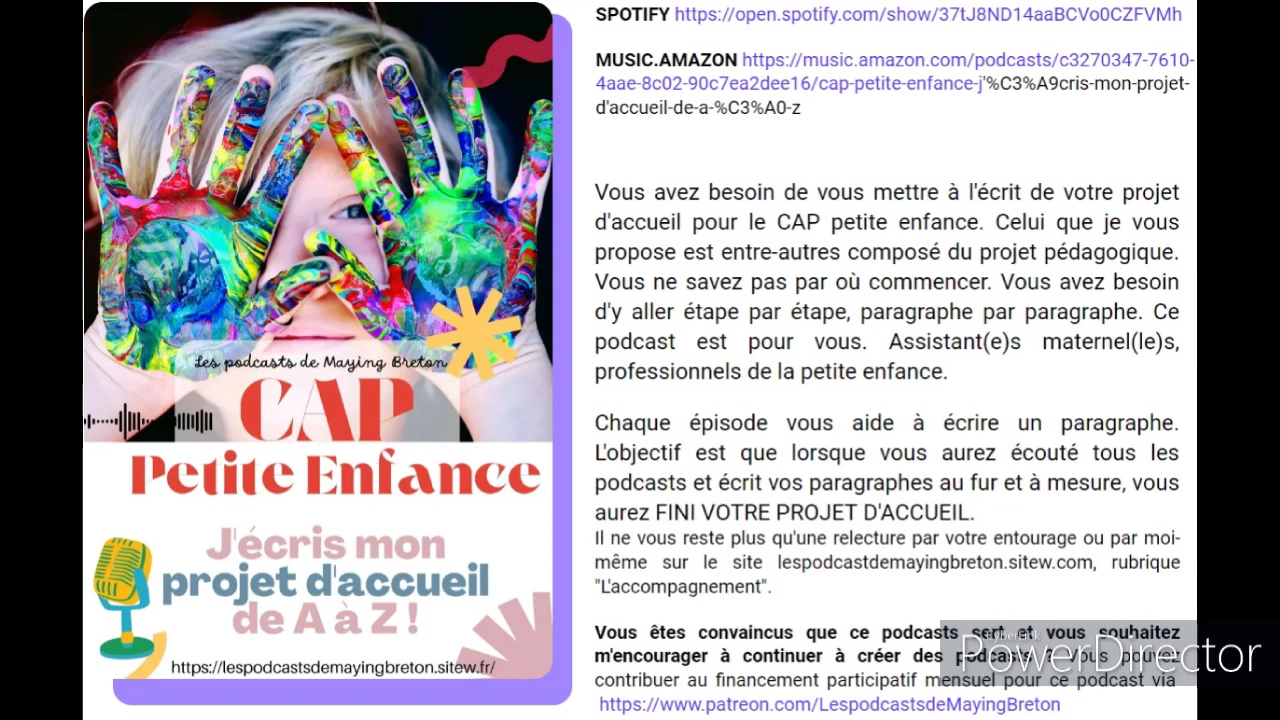 Les podcasts de Maying Breton
CAP
Petite Enfance
J'écris mon
projet d'accueil
de A à Z !
https://lespodcastsdemayingbreton.sitew.fr/
SPOTIFY https://open.spotify.com/show/37tJ8ND14aaBCVo0CZFVMh
MUSIC.AMAZON https://music.amazon.com/podcasts/c3270347-7610-
4aae-8c02-90c7ea2dee16/cap-petite-enfance-j'%C3%A9cris-mon-projet-
d'accueil-de-a-%C3%A0-z
Vous avez besoin de vous mettre à l'écrit de votre projet
d'accueil pour le CAP petite enfance. Celui que je vous
propose est entre-autres composé du projet pédagogique.
Vous ne savez pas par où commencer. Vous avez besoin
d'y aller étape par étape, paragraphe par paragraphe. Ce
podcast est pour vous. Assistant(e)s maternel(le)s,
professionnels de la petite enfance.
Chaque épisode vous aide à écrire un paragraphe.
L'objectif est que lorsque vous aurez écouté tous les
podcasts et écrit vos paragraphes au fur et à mesure, vous
aurez FINI VOTRE PROJET D'ACCUEIL.
Il ne vous reste plus qu'une relecture par votre entourage ou par moi-
même sur le site lespodcastdemayingbreton.sitew.com, rubrique
"L'accompagnement".
Vous êtes convaincus que ce podcasts sert et vous souhaitez
m'encourager à continuer à créer des podcasts ? Vous pouvez
contribuer au financement participatif mensuel pour ce podcast via
https://www.patreon.com/LespodcastsdeMayingBreton
CyberLink
PowerDirector